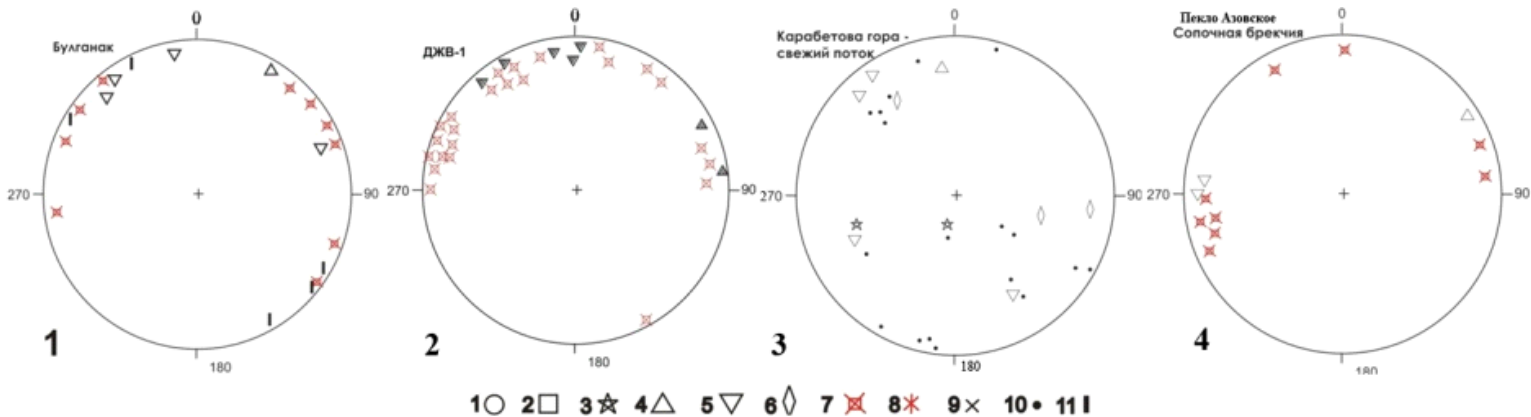 0
Булганак
270
90
180
1
0
ДЖВ-1
270
90
180
2
0
Карабетова гора -
свежий поток
270
90
180
3
0
Пекло Азовское
Сопочная брекчия
270
90
180
4
1 2 3 4 5 6 7 8 9 10 11